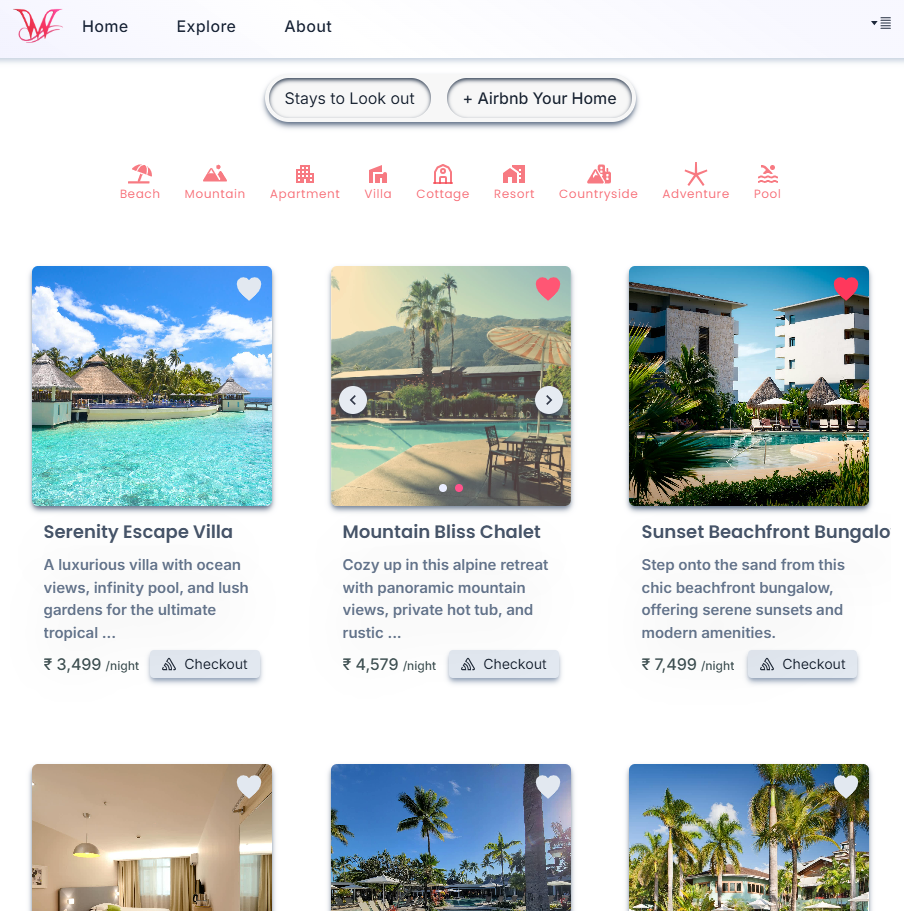 Home Explore About
Stays to Look out + Airbnb Your Home
Beach Mountain Apartment Villa Cottage Resort Countryside Adventure Pool
Serenity Escape Villa
A luxurious villa with ocean
views, infinity pool, and lush
gardens for the ultimate
tropical ...
₹ 3,499 /night Checkout
Mountain Bliss Chalet
Cozy up in this alpine retreat
with panoramic mountain
views, private hot tub, and
rustic ...
₹ 4,579 /night Checkout
Sunset Beachfront Bungalo
Step onto the sand from this
chic beachfront bungalow,
offering serene sunsets and
modern amenities.
₹ 7,499 /night Checkout